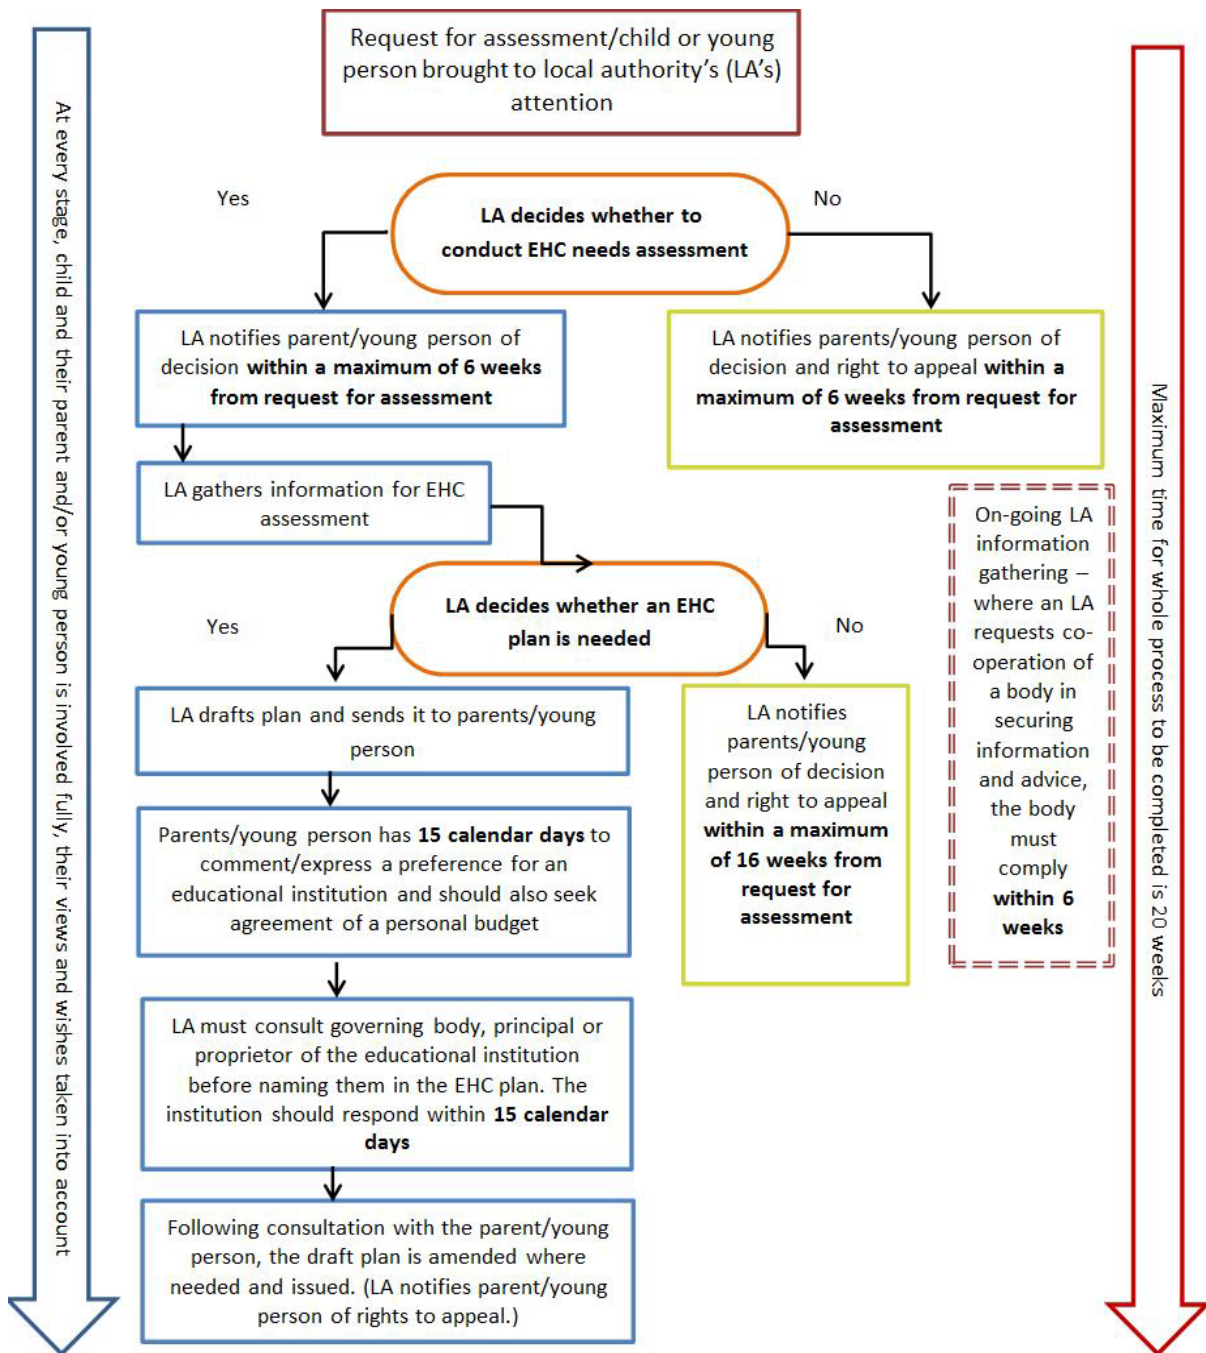 Request for assessment/child or young
person brought to local authority's (LA's)
attention
At every stage, child and their parent and/or young person is involved fully, their views and wishes taken into account
Maximum time for whole process to be completed is 20 weeks
Yes
No
LA decides whether to
conduct EHC needs assessment
LA notifies parent/young person of
decision within a maximum of 6 weeks
from request for assessment
LA notifies parents/young person of
decision and right to appeal within a
maximum of 6 weeks from request for
assessment
LA gathers information for EHC
assessment
On-going LA
information
gathering –
where an LA
requests co-
operation of
a body in
securing
information
and advice,
the body
must
comply
within 6
weeks
LA decides whether an EHC
plan is needed
Yes
No
LA drafts plan and sends it to parents/young
person
LA notifies
parents/young
person of decision
and right to appeal
within a maximum
of 16 weeks from
request for
assessment
Parents/young person has 15 calendar days to
comment/express a preference for an
educational institution and should also seek
agreement of a personal budget
LA must consult governing body, principal or
proprietor of the educational institution
before naming them in the EHC plan. The
institution should respond within 15 calendar
days
Following consultation with the parent/young
person, the draft plan is amended where
needed and issued. (LA notifies parent/young
person of rights to appeal.)